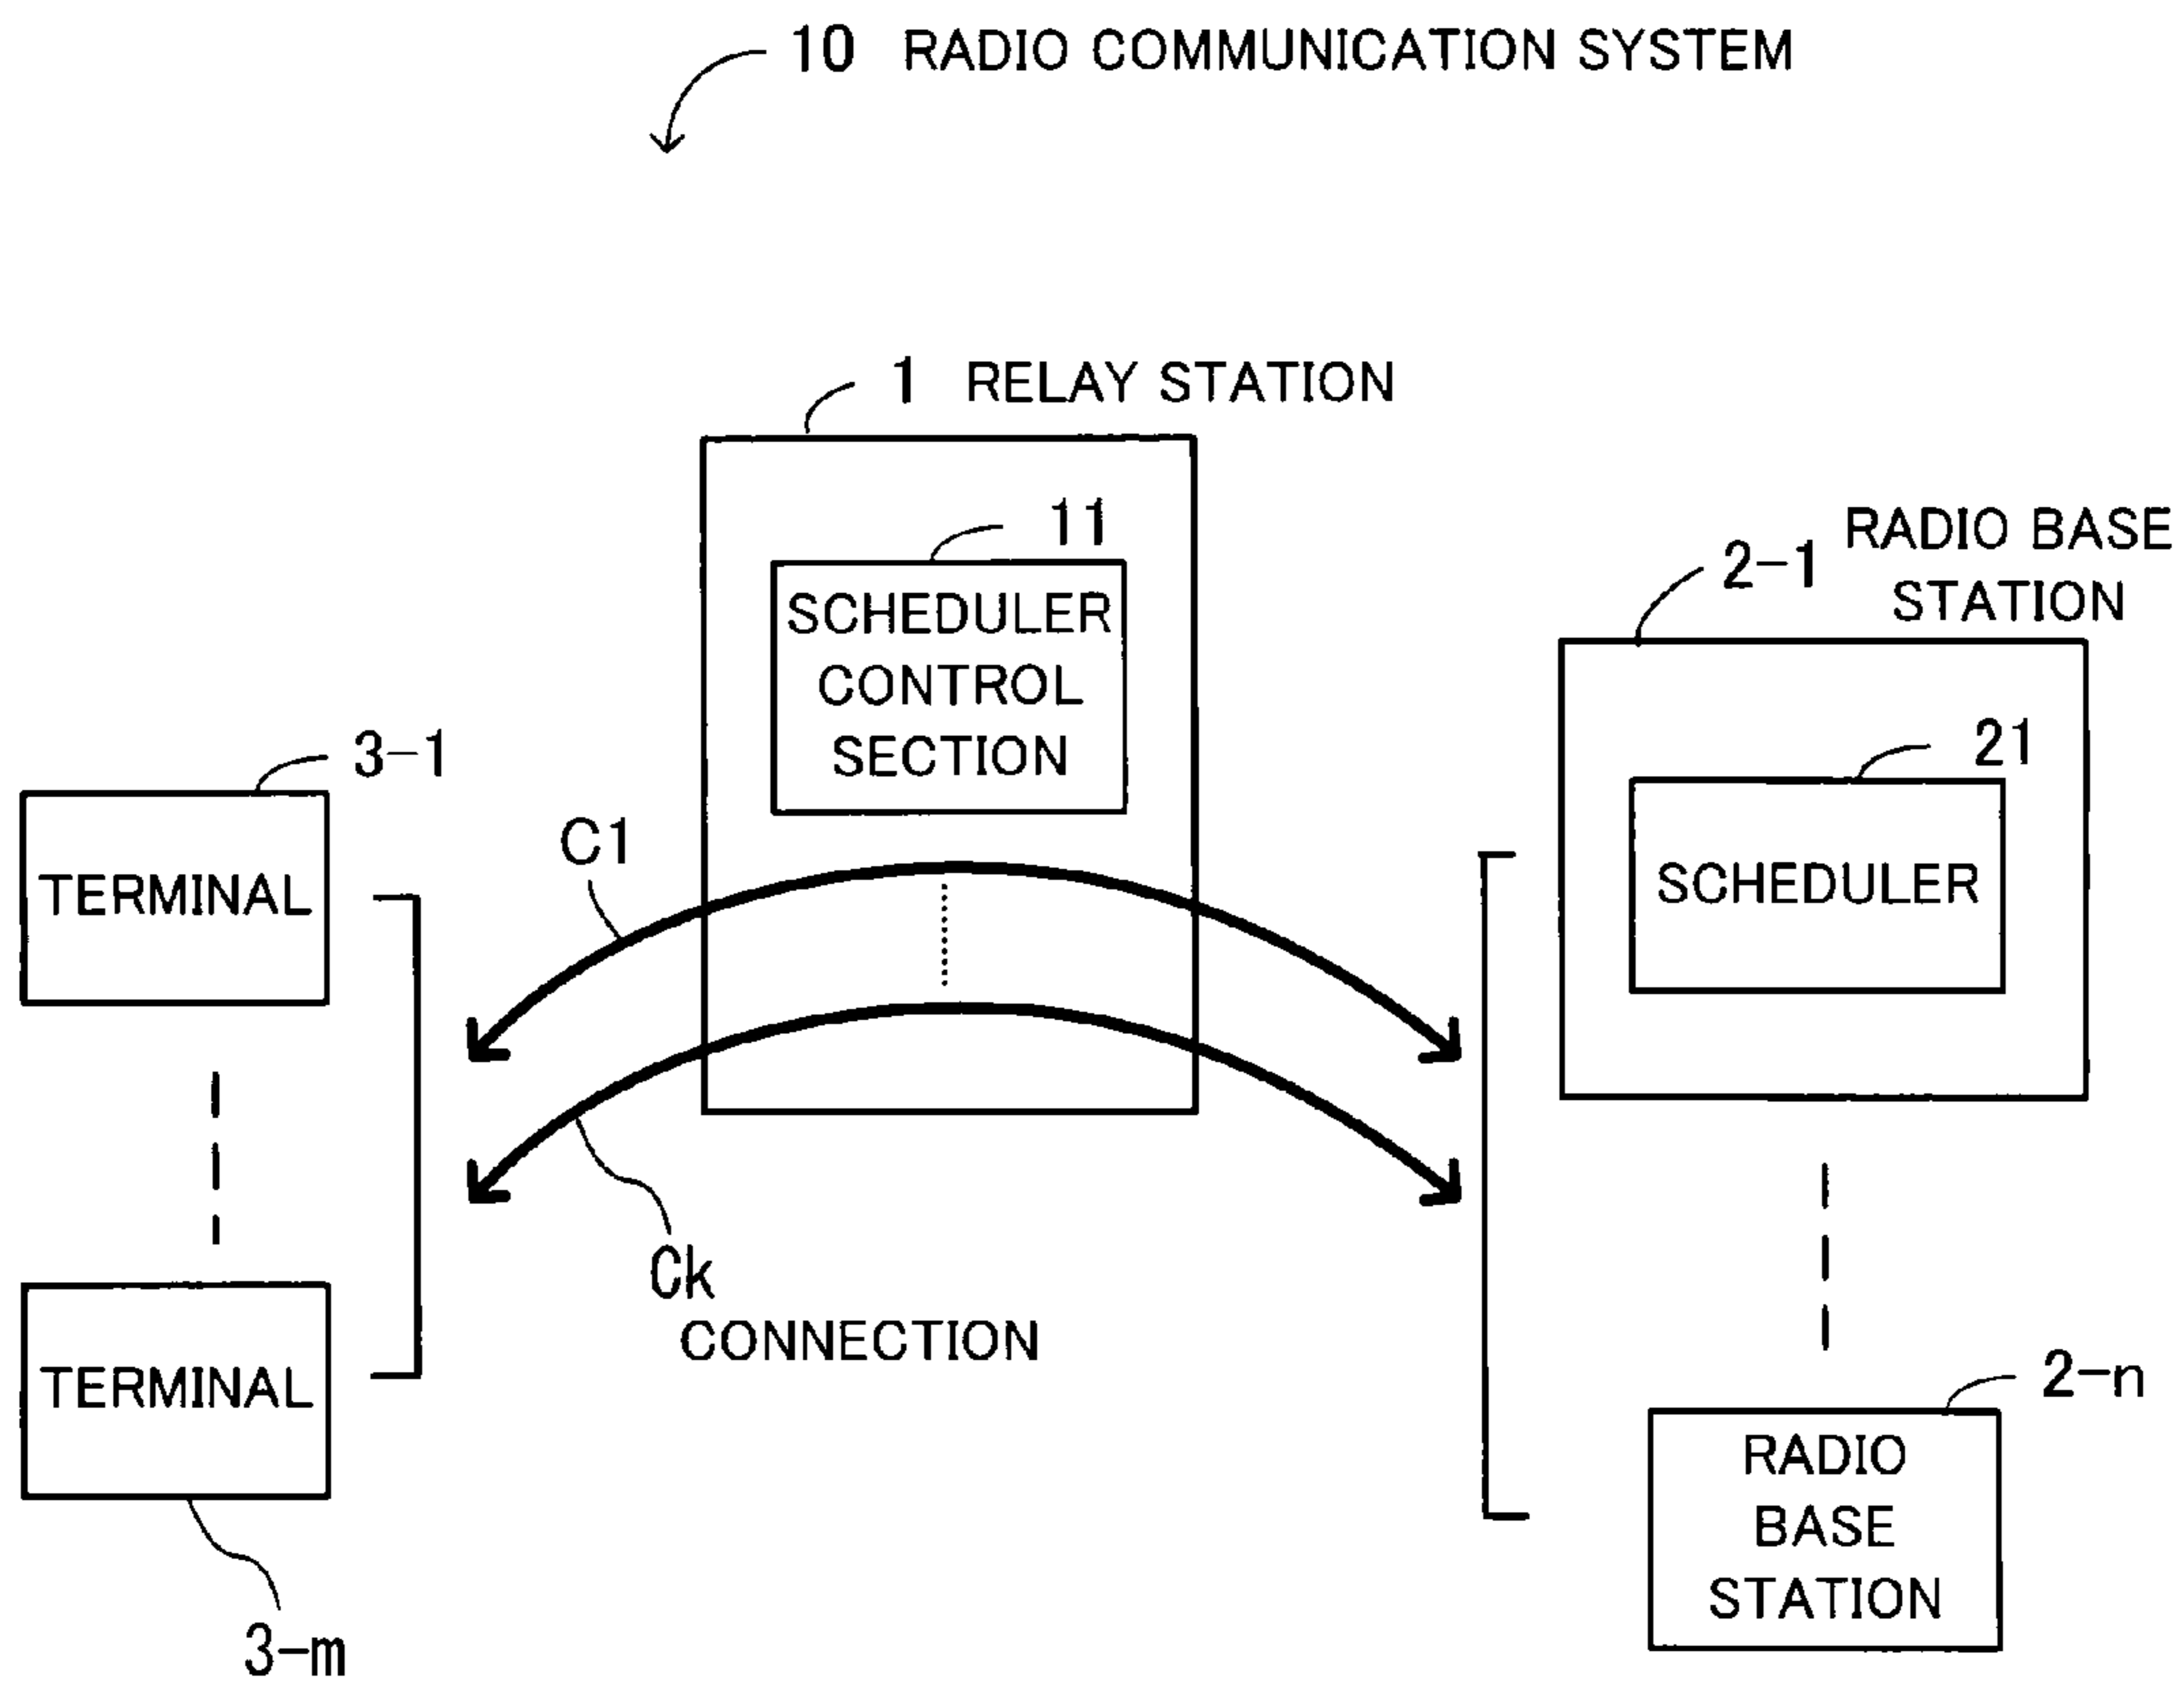 10 RADIO COMMUNICATION SYSTEM
1 RELAY STATION
11
SCHEDULER
CONTROL
SECTION
2-1 RADIO BASE
STATION
21
SCHEDULER
3-1
TERMINAL
C1
Ck
CONNECTION
TERMINAL
3-m
2-n
RADIO
BASE
STATION